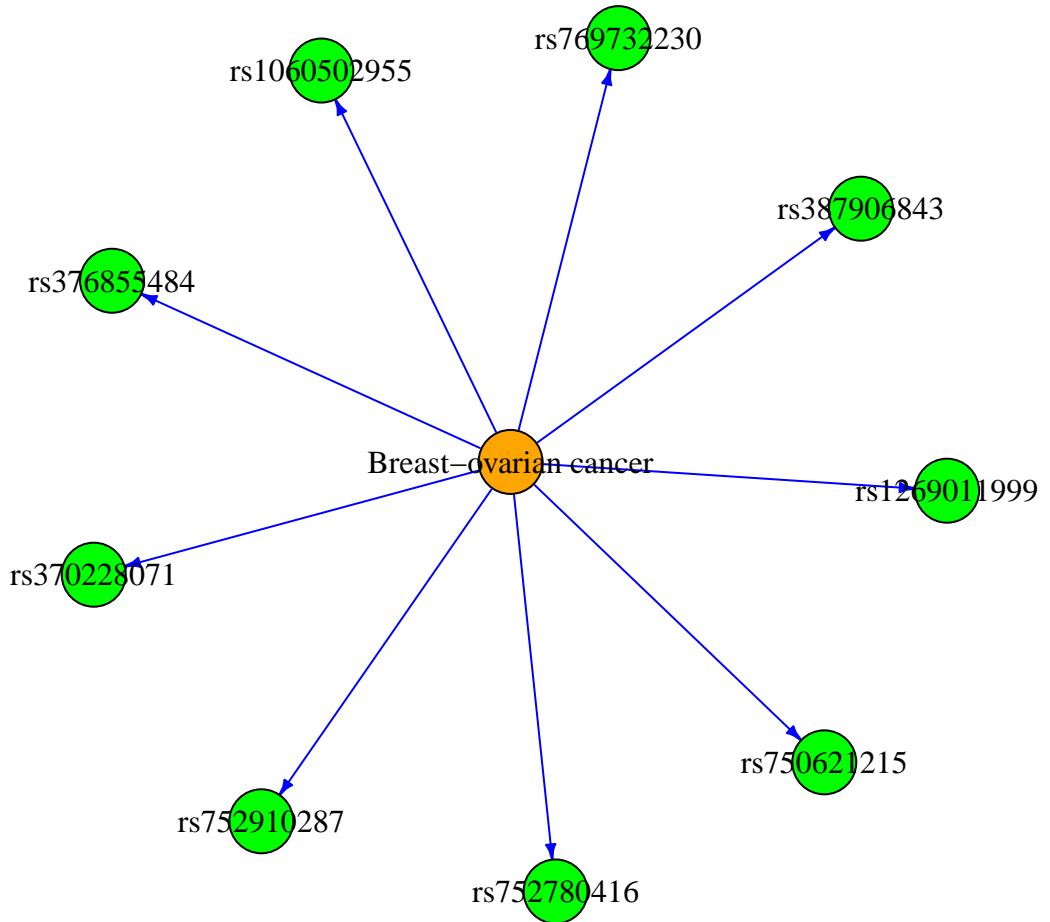 rs769732230
rs1060502955
rs387906843
rs376855484
Breast−ovarian cancer
rs1269011999
rs370228071
rs750621215
rs752910287
rs752780416